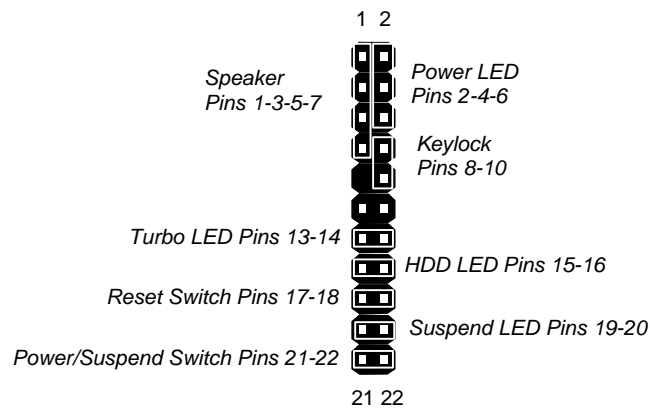 1 2
Speaker
Pins 1-3-5-7
Power LED
Pins 2-4-6
Keylock
Pins 8-10
Turbo LED Pins 13-14
HDD LED Pins 15-16
Reset Switch Pins 17-18
Suspend LED Pins 19-20
Power/Suspend Switch Pins 21-22
21 22